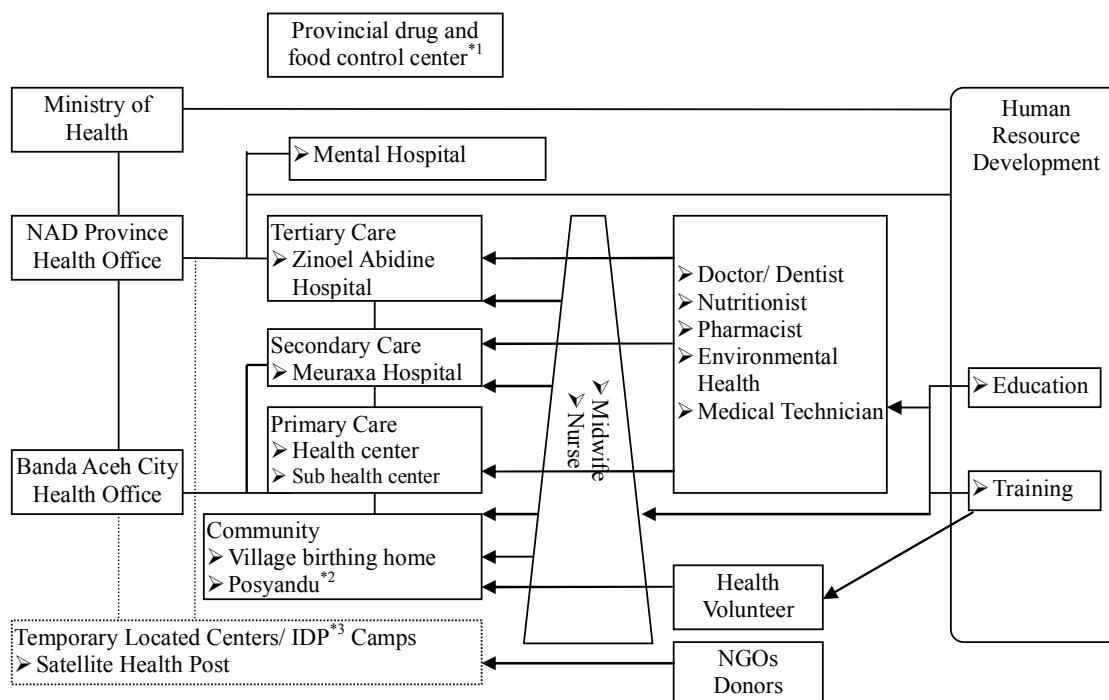 Provincial drug and
food control center*1
Ministry of
Health
Human
Resource
Development
➢ Mental Hospital
NAD Province
Health Office
Tertiary Care
➢ Zinoel Abidine
Hospital
➢ Doctor/ Dentist
➢ Nutritionist
➢ Pharmacist
➢ Environmental
Health
➢ Medical Technician
Secondary Care
➢ Meuraxa Hospital
➢ Midwife
➢ Nurse
➢ Education
Primary Care
➢ Health center
➢ Sub health center
Banda Aceh City
Health Office
➢ Training
Community
➢ Village birthing home
➢ Posyandu*2
Health
Volunteer
Temporary Located Centers/ IDP*3 Camps
➢ Satellite Health Post
NGOs
Donors